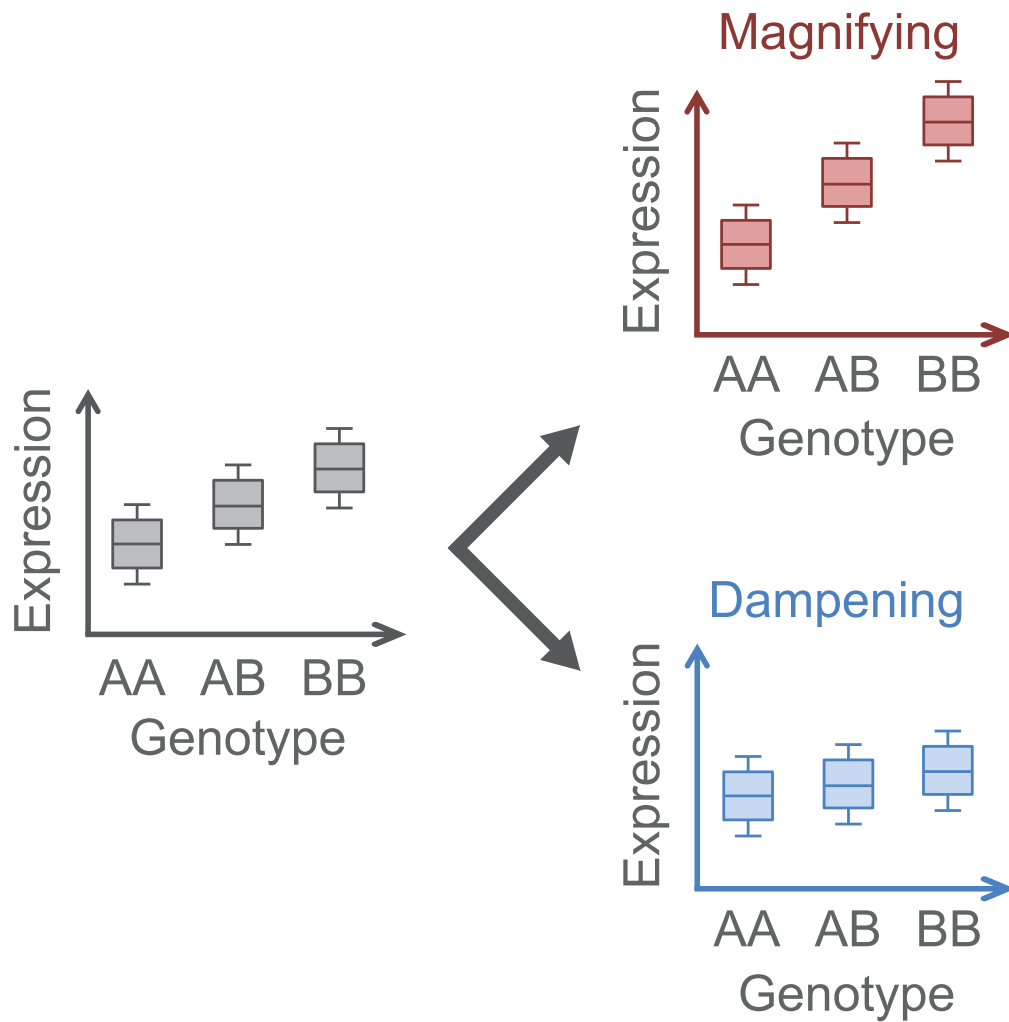 Expression
AA AB BB
Genotype
Magnifying
Expression
AA AB BB
Genotype
Dampening
Expression
AA AB BB
Genotype